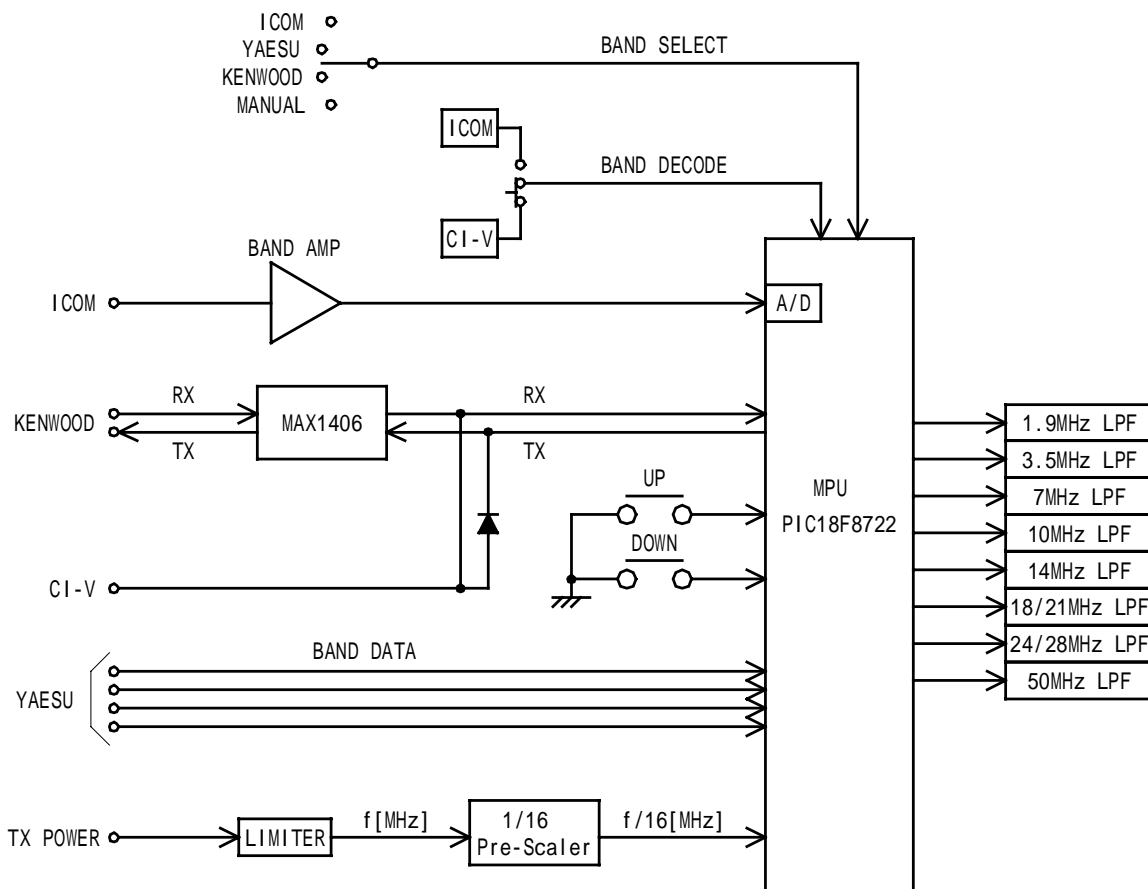 ICOM
YAESU
KENWOOD
MANUAL
BAND SELECT
ICOM
BAND DECODE
CI-V
BAND AMP
ICOM
A/D
RX
RX
KENWOOD
MAX1406
TX
TX
UP
DOWN
MPU
PIC18F8722
CI-V
BAND DATA
YAESU
1.9MHz LPF
3.5MHz LPF
7MHz LPF
10MHz LPF
14MHz LPF
18/21MHz LPF
24/28MHz LPF
50MHz LPF
TX POWER
LIMITER
f[MHz]
1/16
Pre-Scaler
f/16[MHz]